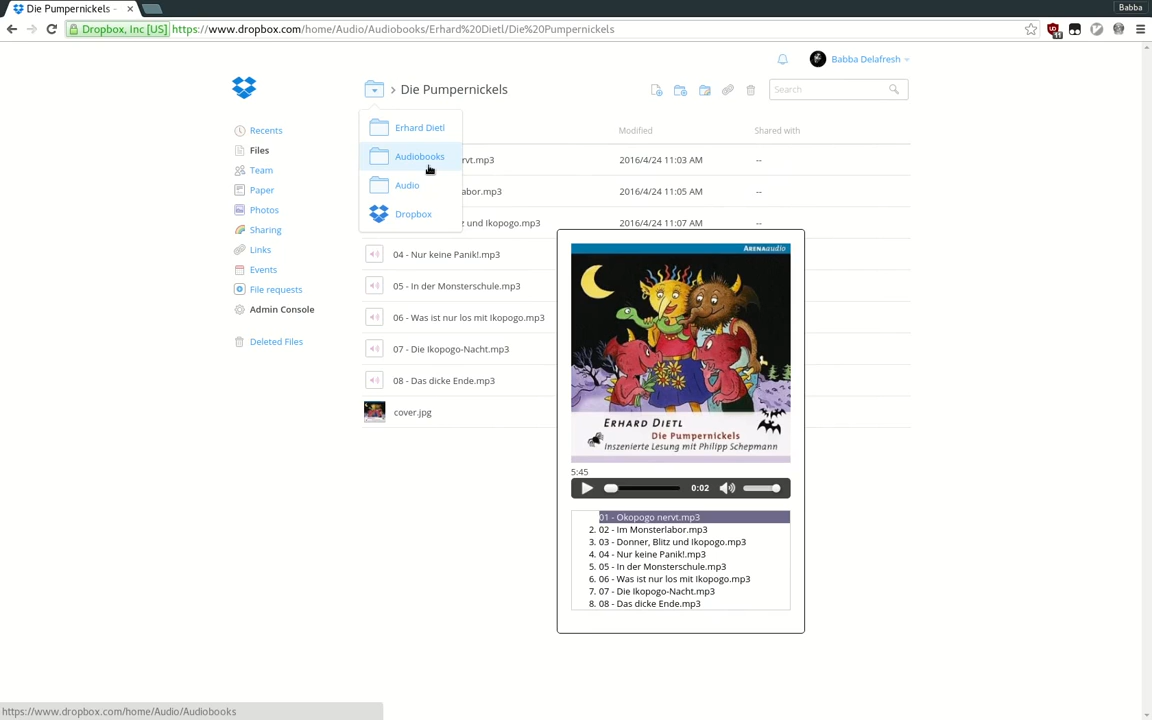 Die Pumpernickels -
Babba
Dropbox, Inc [US]
https://www.dropbox.com/home/Audio/Audiobooks/Erhard%20Dietl/Die%20Pumpernickels
11
Babba Delafresh
> Die Pumpernickels
Search
Recents
Files
Team
Paper
Photos
Sharing
Links
Events
File requests
Admin Console
Deleted Files
Erhard Dietl
Audiobooks
Audio
Dropbox
Modified
Shared with
rvt.mp3
2016/4/24 11:03 AM
--
abor.mp3
2016/4/24 11:05 AM
--
z und Ikopogo.mp3
2016/4/24 11:07 AM
--
04 - Nur keine Panik!.mp3
05 - In der Monsterschule.mp3
06 - Was ist nur los mit Ikopogo.mp3
07 - Die Ikopogo-Nacht.mp3
08 - Das dicke Ende.mp3
cover.jpg
ARENAaudio
ERHARD DIETL
Die Pumpernickels
Inszenierte Lesung mit Philipp Schepmann
5:45
0:02
01 - Okopogo nervt.mp3
2. 02 - Im Monsterlabor.mp3
3. 03 - Donner, Blitz und Ikopogo.mp3
4. 04 - Nur keine Panik!.mp3
5. 05 - In der Monsterschule.mp3
6. 06 - Was ist nur los mit Ikopogo.mp3
7. 07 - Die Ikopogo-Nacht.mp3
8. 08 - Das dicke Ende.mp3
https://www.dropbox.com/home/Audio/Audiobooks